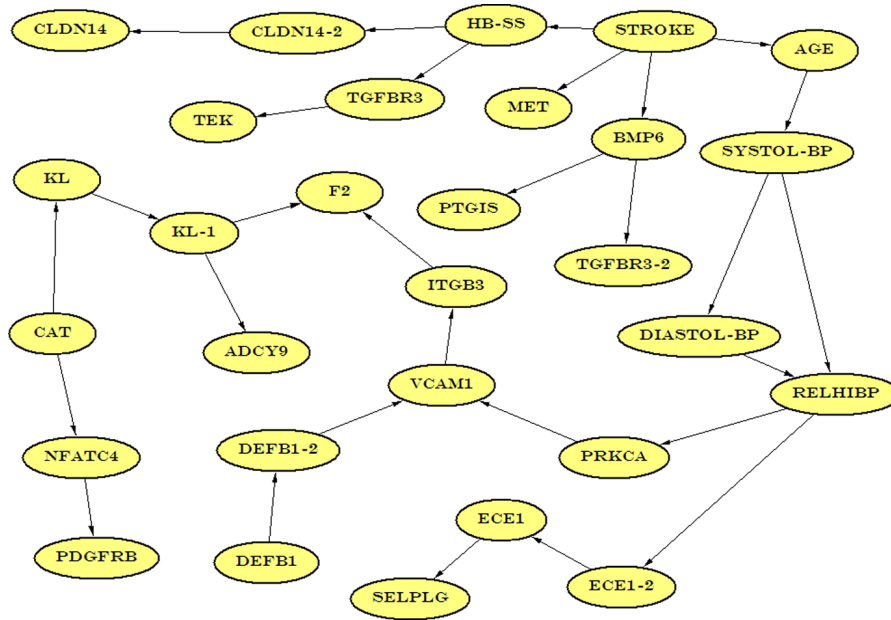 CLDN14
CLDN14-2
HB-SS
STROKE
AGE
TEK
TGFBR3
MET
BMP6
SYSTOL-BP
KL
KL-1
F2
PTGIS
TGFBR3-2
ITGB3
CAT
ADCY9
DIASTOL-BP
VCAM1
RELHIBP
NFATC4
DEFB1-2
PRKCA
ECE1
PDGFRB
DEFB1
SELPLG
ECE1-2